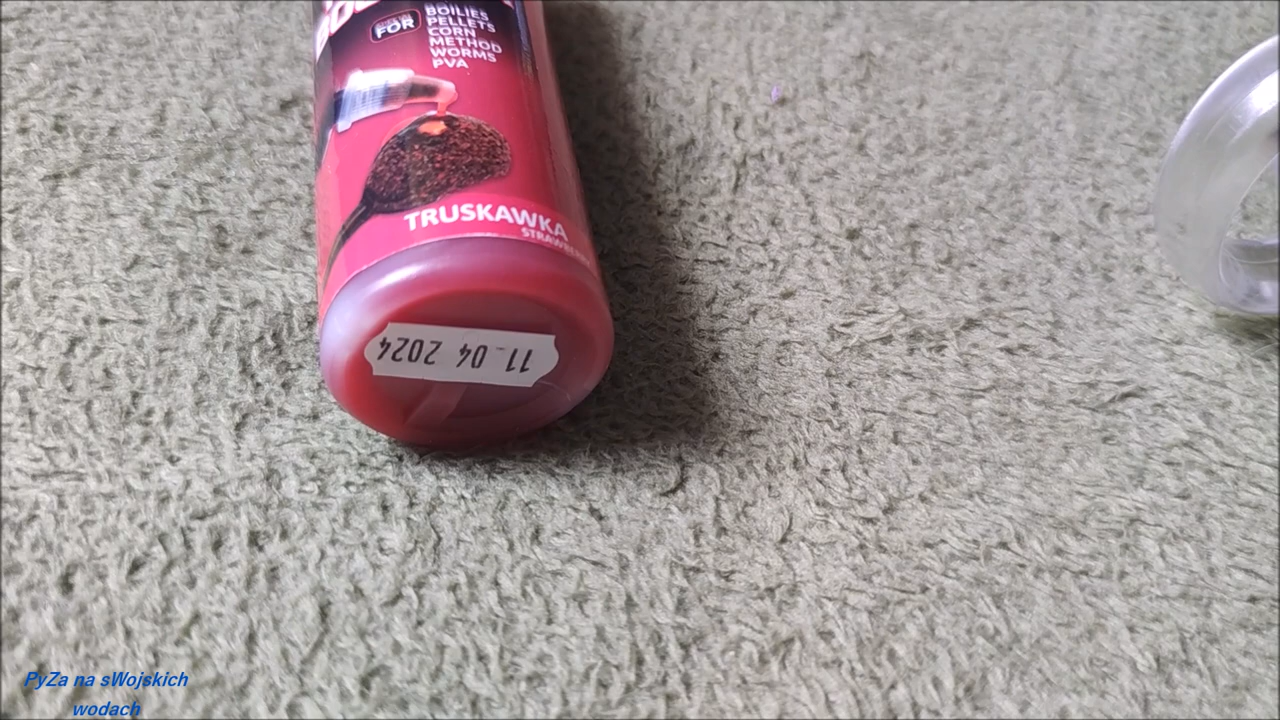 FOR
BOILIES
PELLETS
CORN
METHOD
WORMS
PVA
TRUSKAWKA
11 04 2024
PyZa na sWojskich
wodach